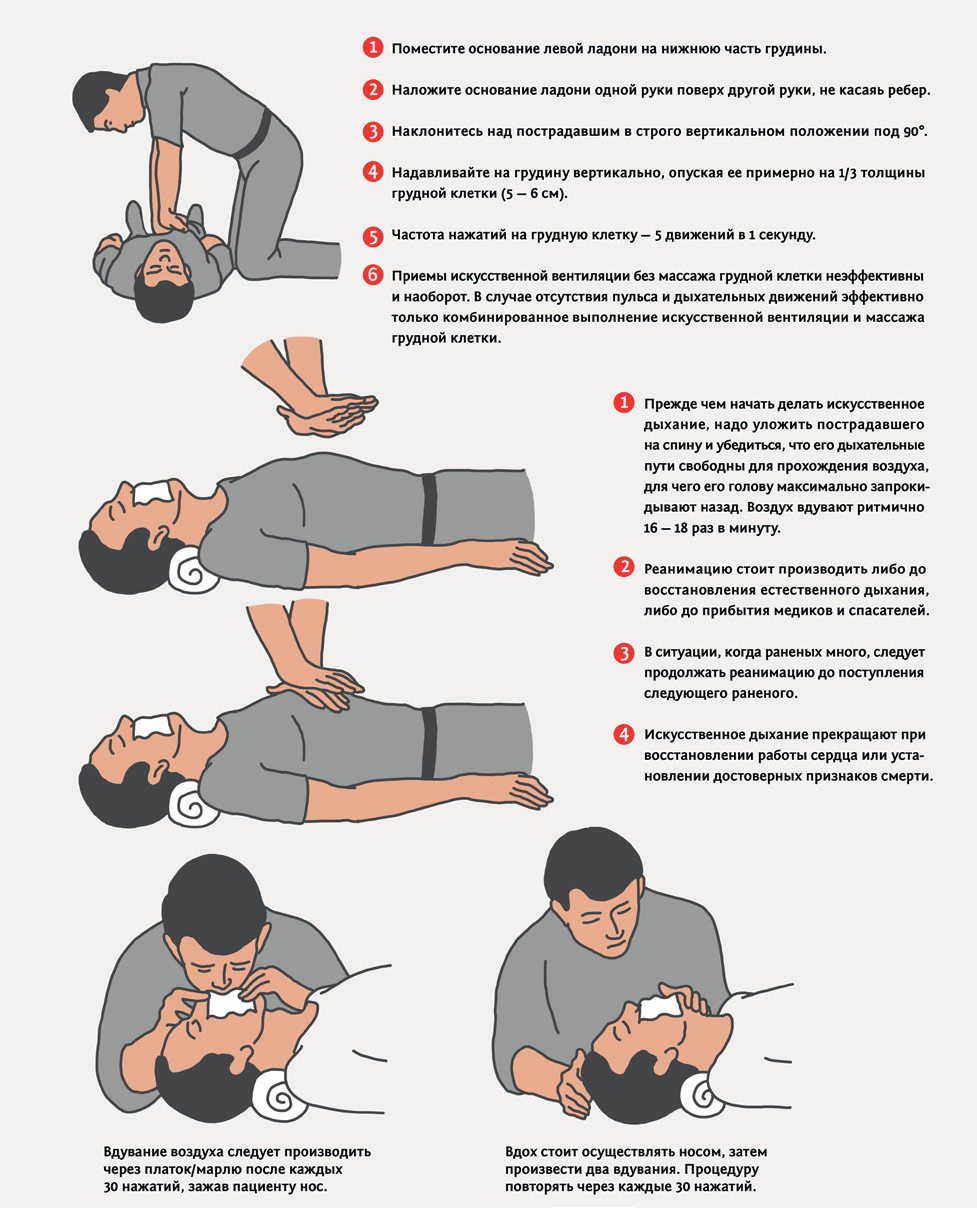 1 Поместите основание левой ладони на нижнюю часть грудины.
2 Наложите основание ладони одной руки поверх другой руки, не касаяь ребер.
3 Наклонитесь над пострадавшим в строго вертикальном положении под 90°.
4 Надавливайте на грудину вертикально, опуская ее примерно на 1/3 толщины
грудной клетки (5 – 6 см).
5 Частота нажатий на грудную клетку – 5 движений в 1 секунду.
6 Приемы искусственной вентиляции без массажа грудной клетки неэффективны
и наоборот. В случае отсутствия пульса и дыхательных движений эффективно
только комбинированное выполнение искусственной вентиляции и массажа
грудной клетки.
1 Прежде чем начать делать искусственное
дыхание, надо уложить пострадавшего
на спину и убедиться, что его дыхательные
пути свободны для прохождения воздуха,
для чего его голову максимально запроки-
дывают назад. Воздух вдувают ритмично
16 – 18 раз в минуту.
2 Реанимацию стоит производить либо до
восстановления естественного дыхания,
либо до прибытия медиков и спасателей.
3 В ситуации, когда раненых много, следует
продолжать реанимацию до поступления
следующего раненого.
4 Искусственное дыхание прекращают при
восстановлении работы сердца или уста-
новлении достоверных признаков смерти.
Вдувание воздуха следует производить
через платок/марлю после каждых
30 нажатий, зажав пациенту нос.
Вдох стоит осуществлять носом, затем
произвести два вдувания. Процедуру
повторять через каждые 30 нажатий.